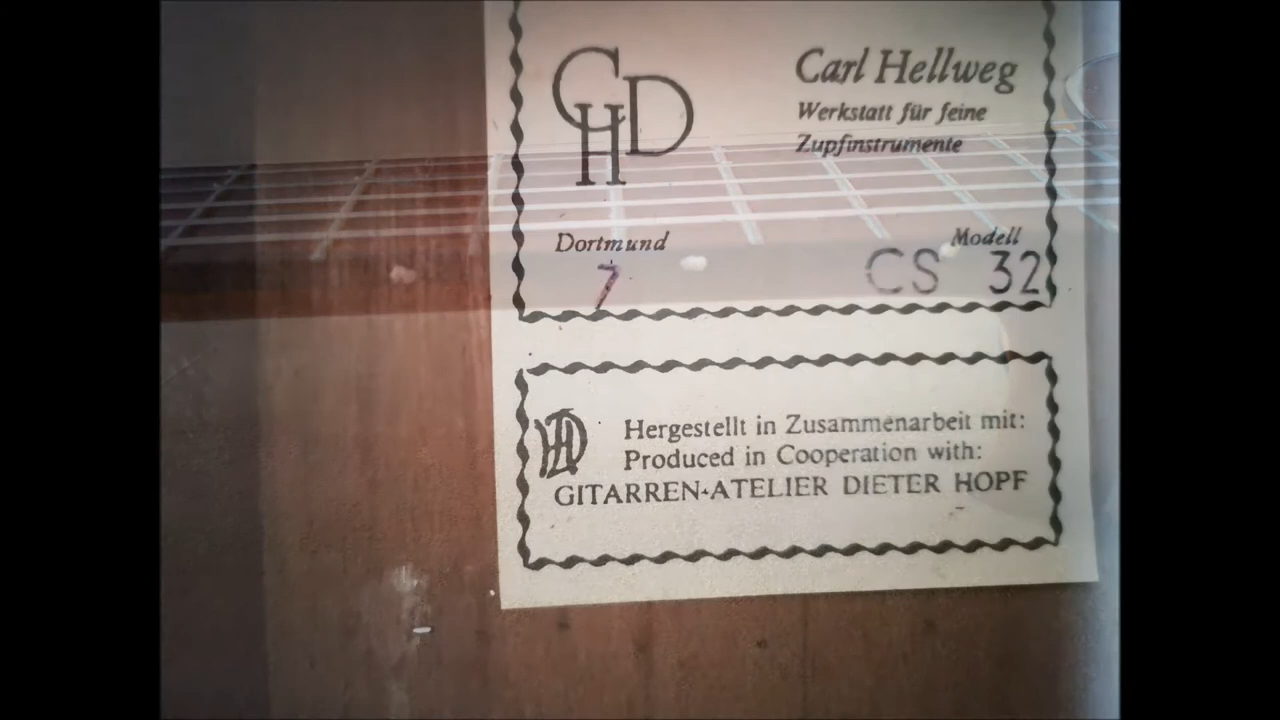 CHD
Carl Hellweg
Werkstatt für feine
Zupfinstrumente
Dortmund
Modell
7
CS 32
Hergestellt in Zusammenarbeit mit:
Produced in Cooperation with:
GITARREN-ATELIER DIETER HOPF